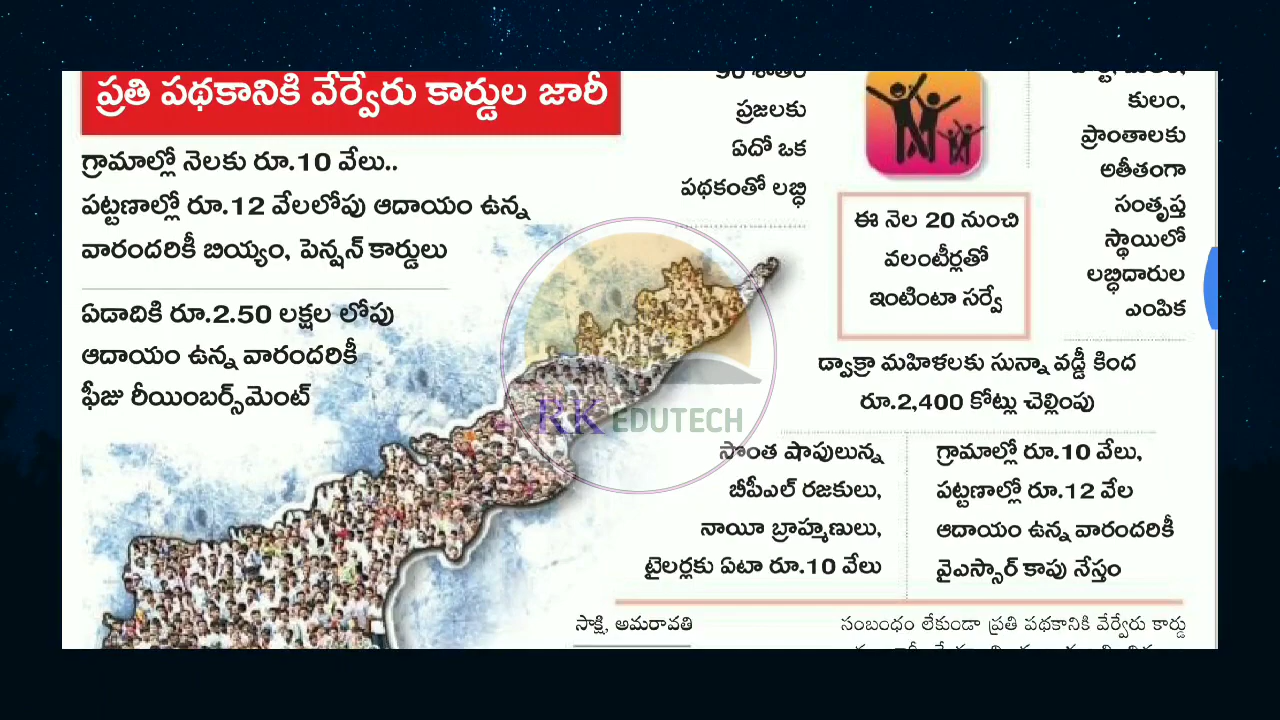 ప్రతి పథకానికి వేర్వేరు కార్డుల జారీ
గ్రామాల్లో నెలకు రూ.10 వేలు..
పట్టణాల్లో రూ.12 వేలలోపు ఆదాయం ఉన్న
వారందరికీ బియ్యం, పెన్షన్ కార్డులు
ఏడాదికి రూ.2.50 లక్షల లోపు
ఆదాయం ఉన్న వారందరికీ
ఫీజు రీయింబర్స్‌మెంట్
ప్రజలకు
ఏదో ఒక
పథకంతో లబ్ధి
కులం,
ప్రాంతాలకు
అతీతంగా
సంతృప్త
స్థాయిలో
లబ్ధిదారుల
ఎంపిక
ఈ నెల 20 నుంచి
వలంటీర్లతో
ఇంటింటా సర్వే
డ్వాక్రా మహిళలకు సున్నా వడ్డీ కింద
రూ.2,400 కోట్లు చెల్లింపు
RK EDUTECH
సొంత షాపులున్న
బీపీఎల్ రజకులు,
నాయీ బ్రాహ్మణులు,
టైలర్లకు ఏటా రూ.10 వేలు
గ్రామాల్లో రూ.10 వేలు,
పట్టణాల్లో రూ.12 వేల
ఆదాయం ఉన్న వారందరికీ
వైఎస్సార్ కాపు నేస్తం
సాక్షి, అమరావతి
సంబంధం లేకుండా ప్రతి పథకానికి వేర్వేరు కార్డు